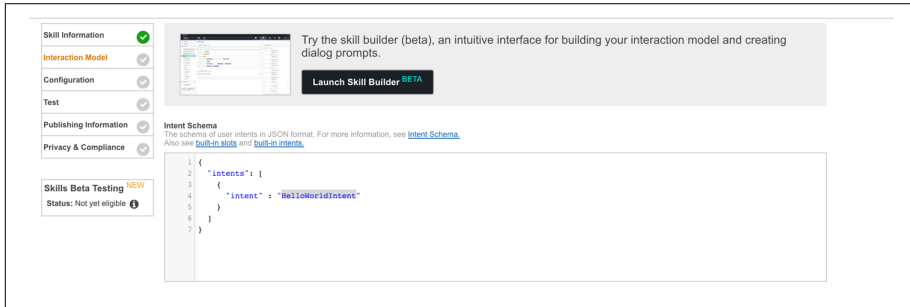 Skill Information
Interaction Model
Configuration
Test
Publishing Information
Privacy & Compliance
Skills Beta Testing NEW
Status: Not yet eligible
Try the skill builder (beta), an intuitive interface for building your interaction model and creating
dialog prompts.
Launch Skill Builder BETA
Intent Schema
The schema of user intents in JSON format. For more information, see Intent Schema.
Also see built-in slots and built-in intents.
1 {
2 "intents": [
3 {
4 "intent" : "HelloWorldIntent"
5 }
6 ]
7 }